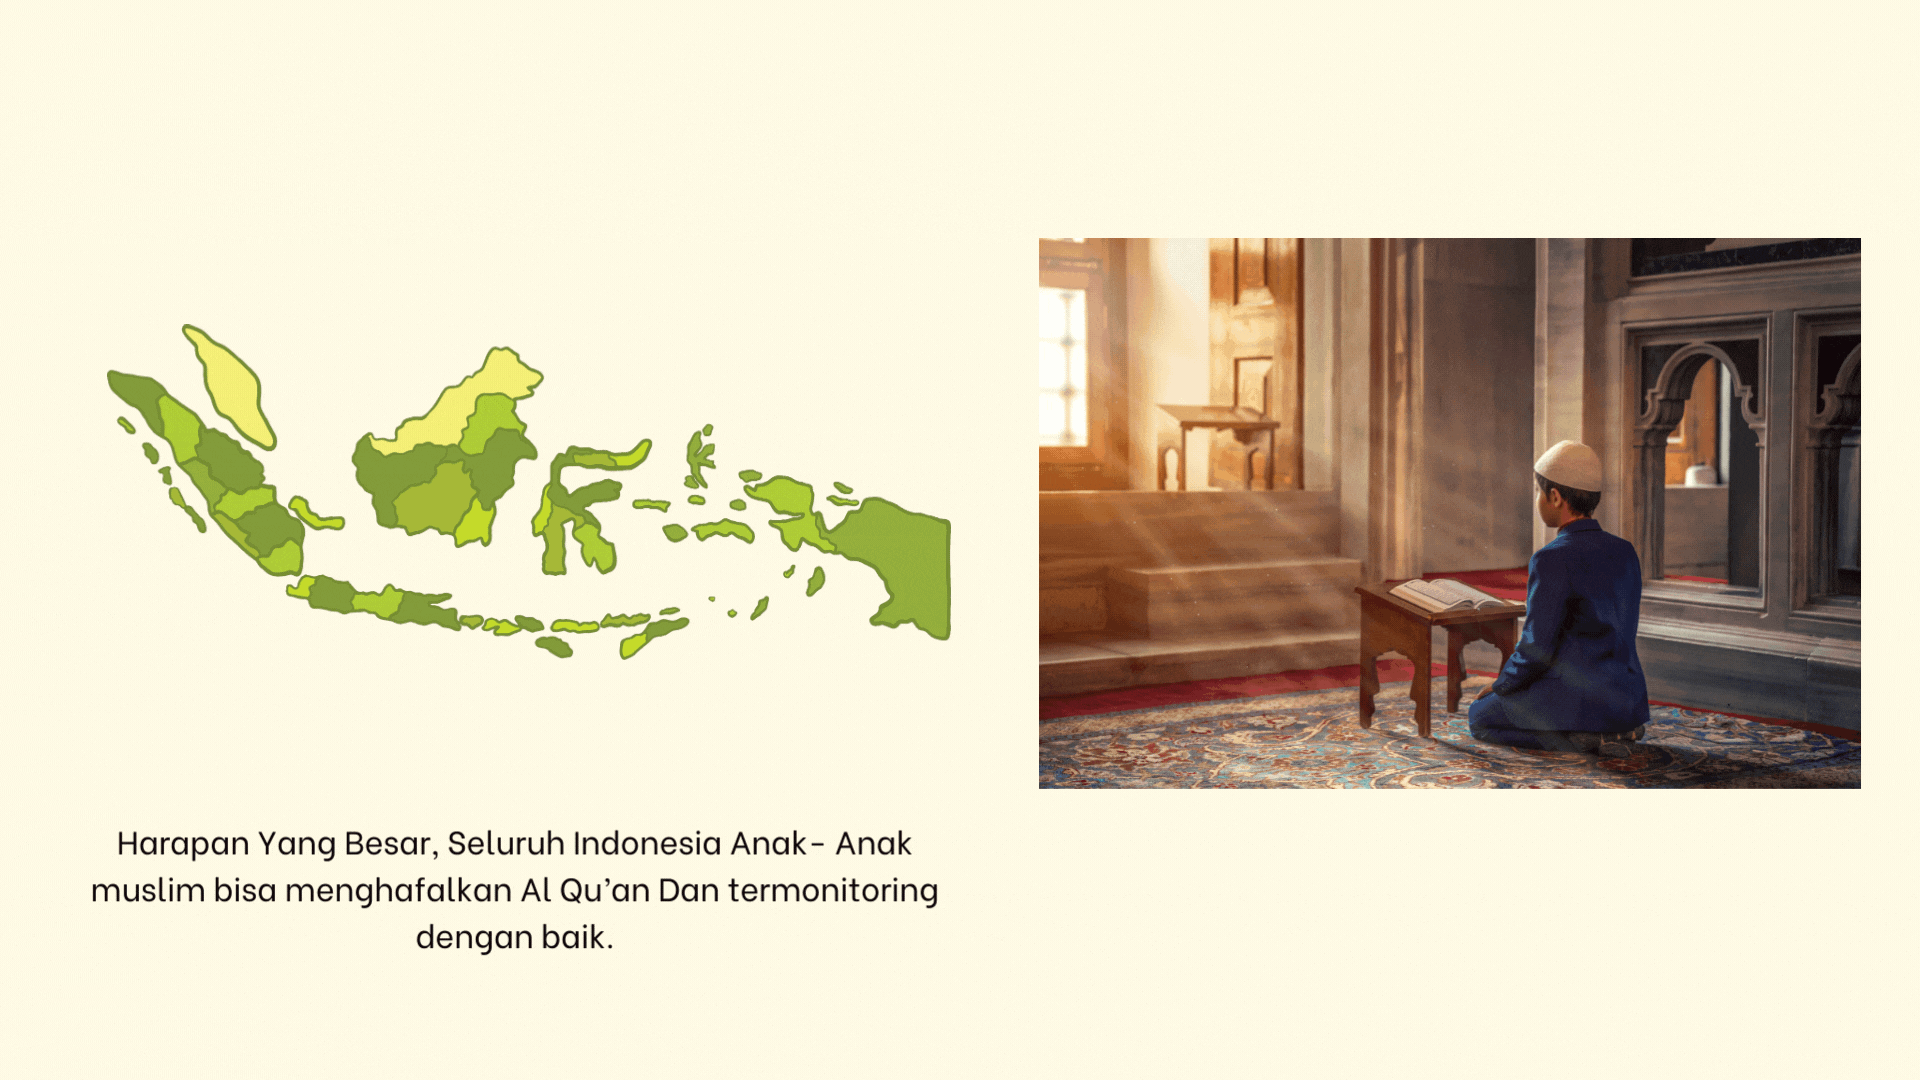 Harapan Yang Besar, Seluruh Indonesia Anak- Anak
muslim bisa menghafalkan Al Qu’an Dan termonitoring
dengan baik.